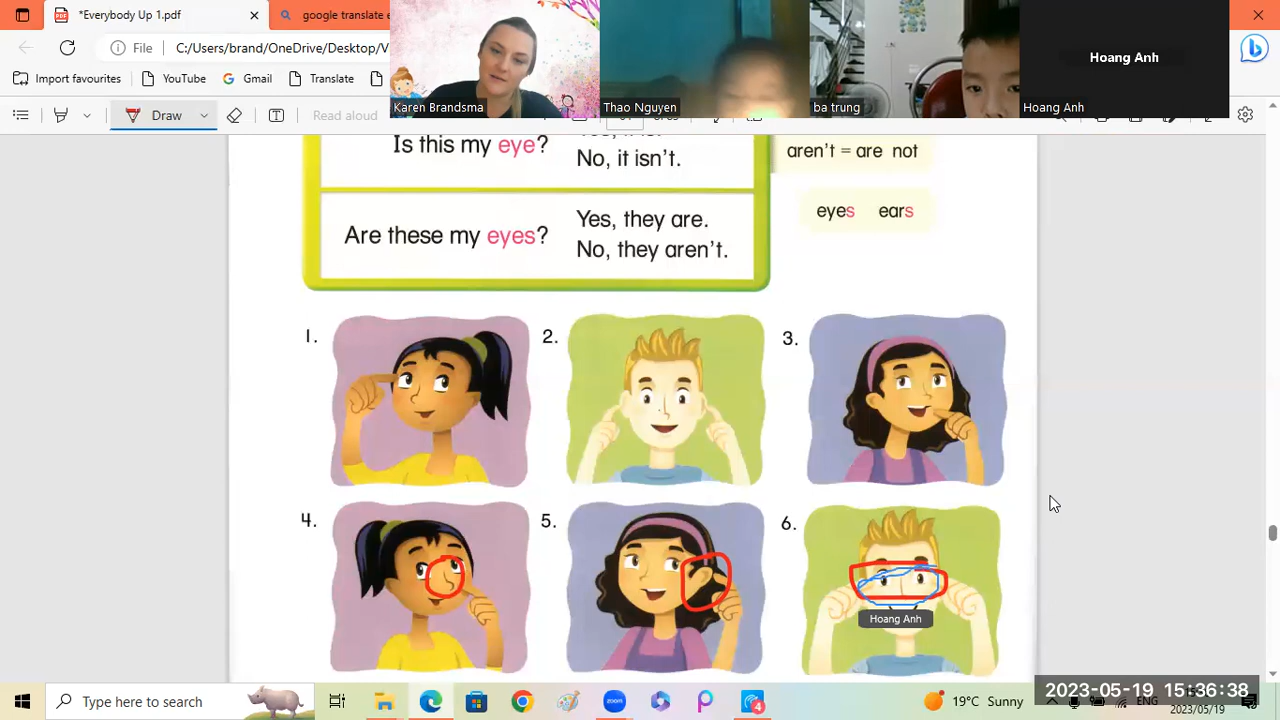 *Everybody Up 1.pdf
google translate e
File
C:/Users/brand/OneDrive/Desktop/V
Import favourites
YouTube
Gmail
Translate
Draw
Read aloud
Karen Brandsma
Thao Nguyen
ba trung
Hoang Anh
Hoang Anh
Is this my eye?
No, it isn't.
aren't = are not
eyes ears
Are these my eyes?
Yes, they are.
No, they aren't.
1.
2.
3.
4.
5.
6.
Hoang Anh
Type here to search
4
19°C Sunny
ENG
2023-05-19 15:36:38
2023/05/19